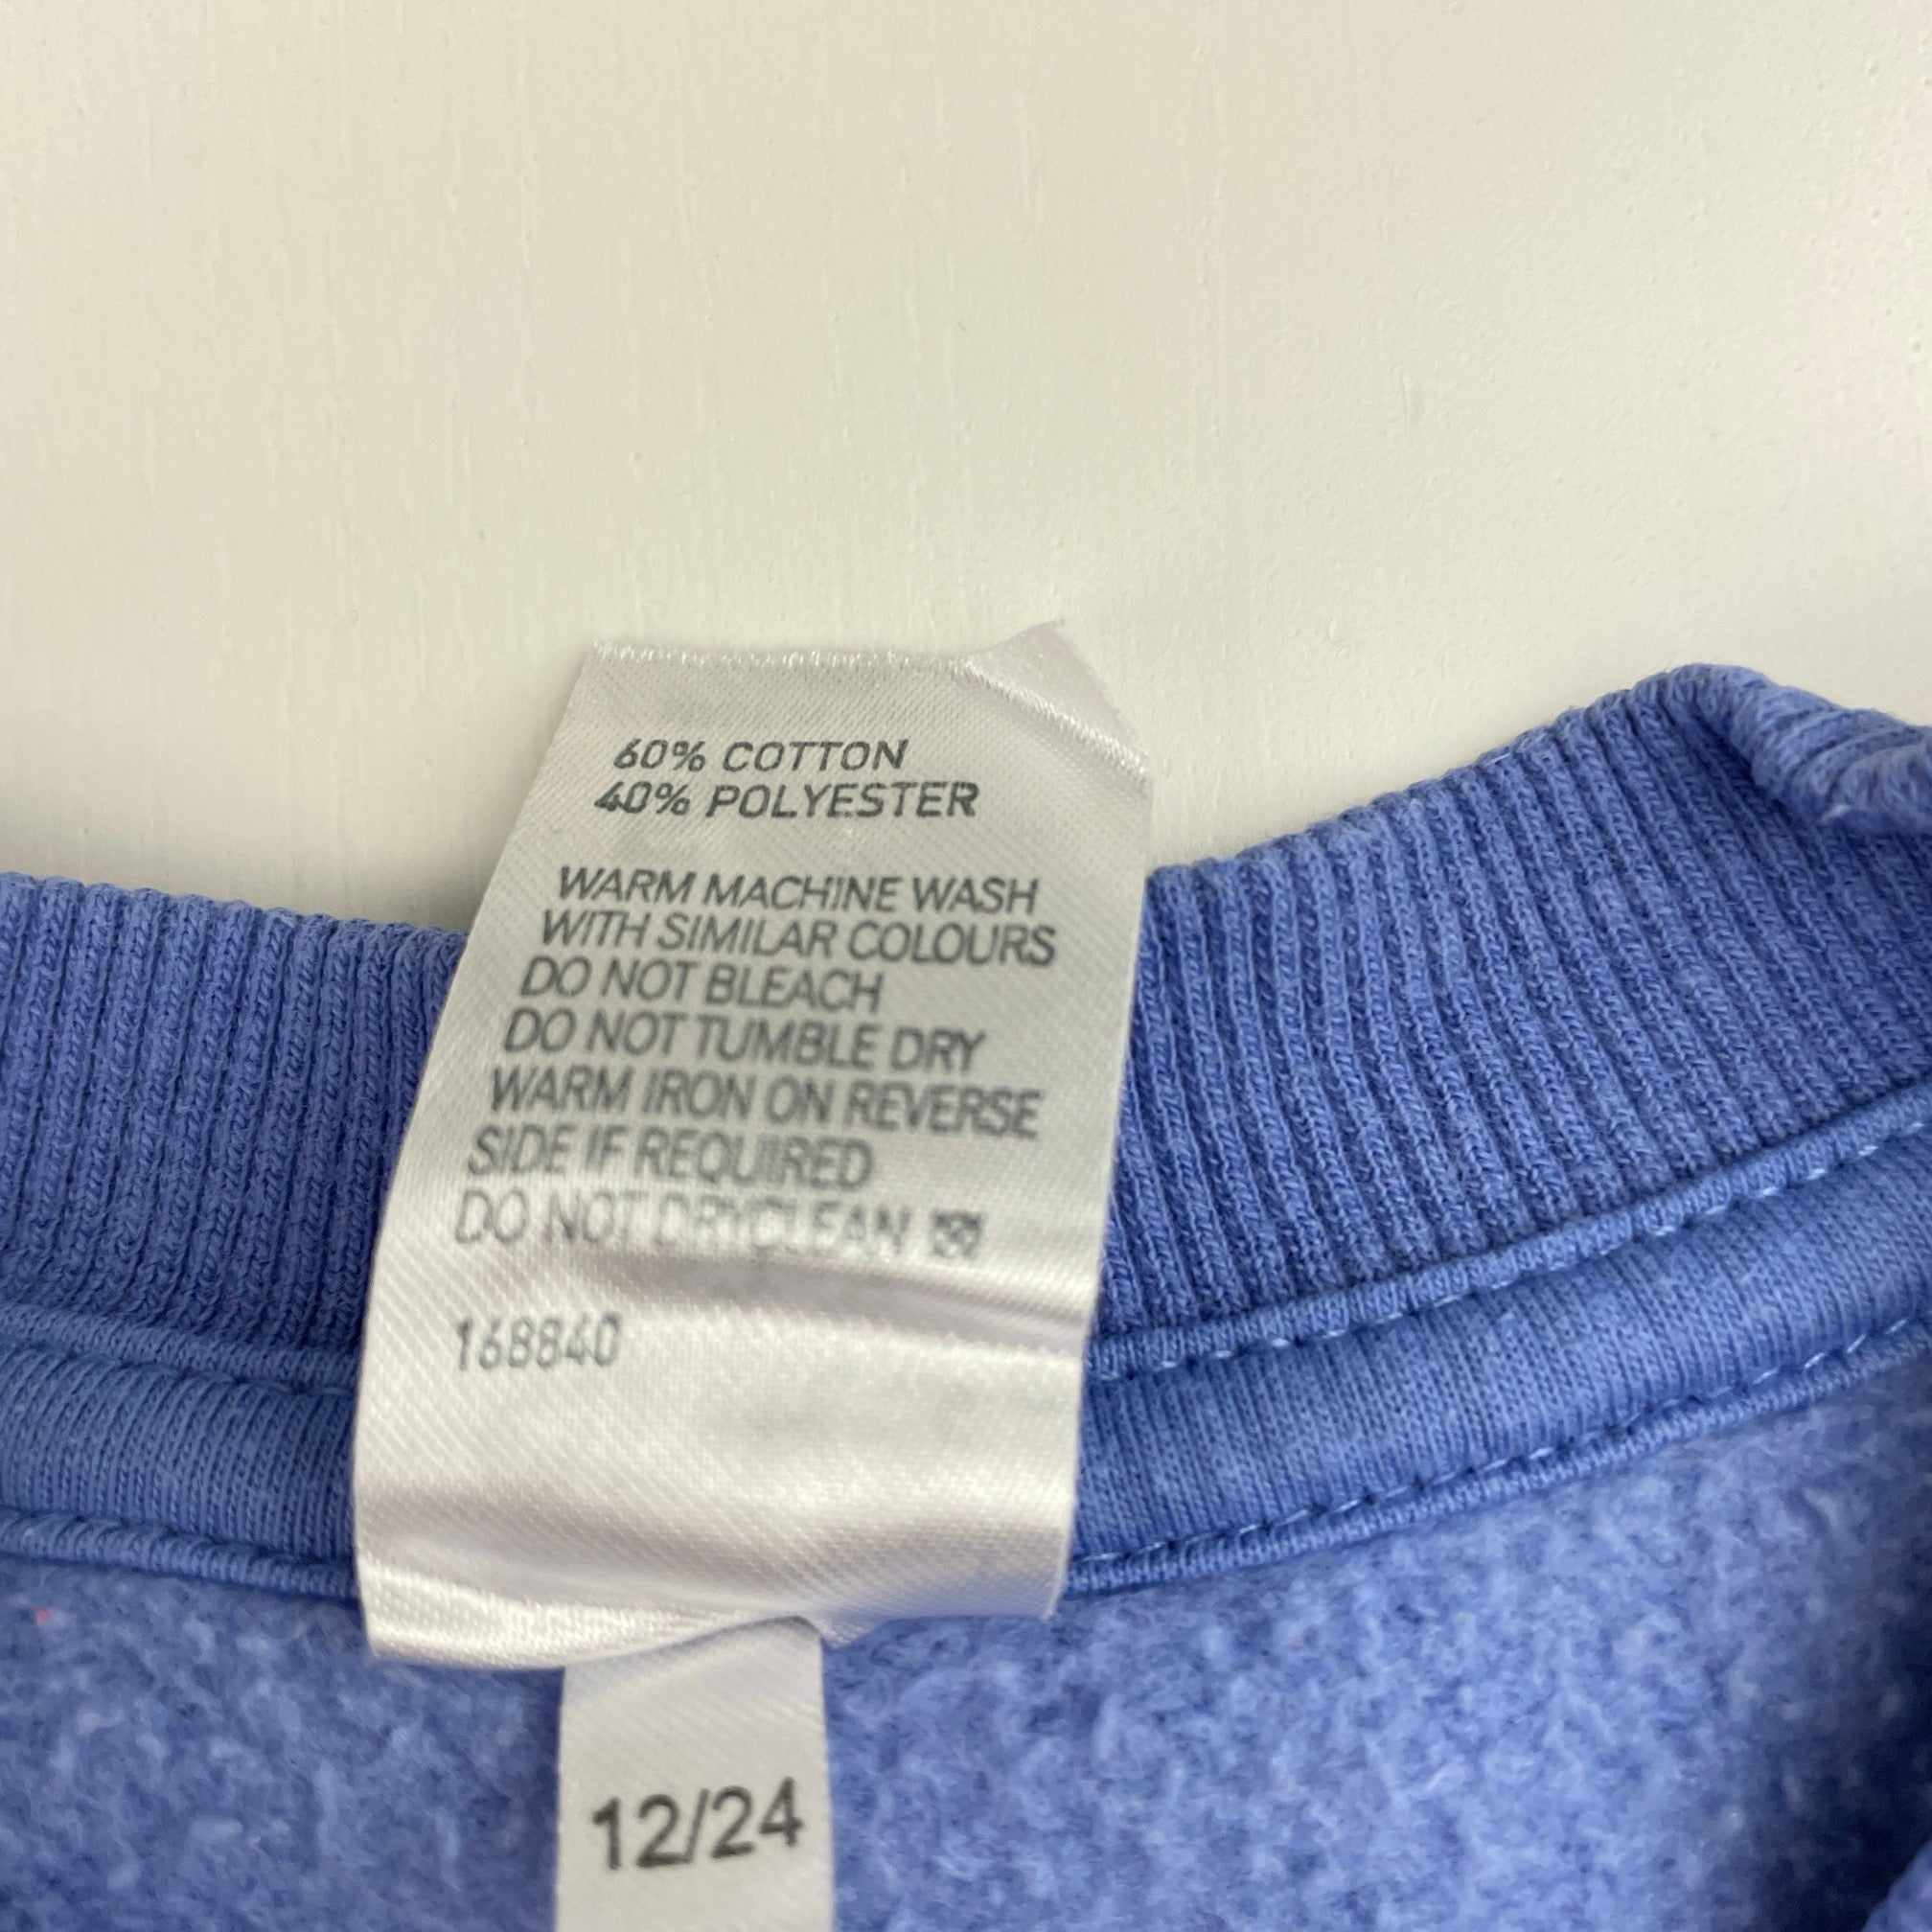 60% COTTON
40% POLYESTER
WARM MACHINE WASH
WITH SIMILAR COLOURS
DO NOT BLEACH
DO NOT TUMBLE DRY
WARM IRON ON REVERSE
SIDE IF REQUIRED
DO NOT DRYCLEAN
168840
12/24